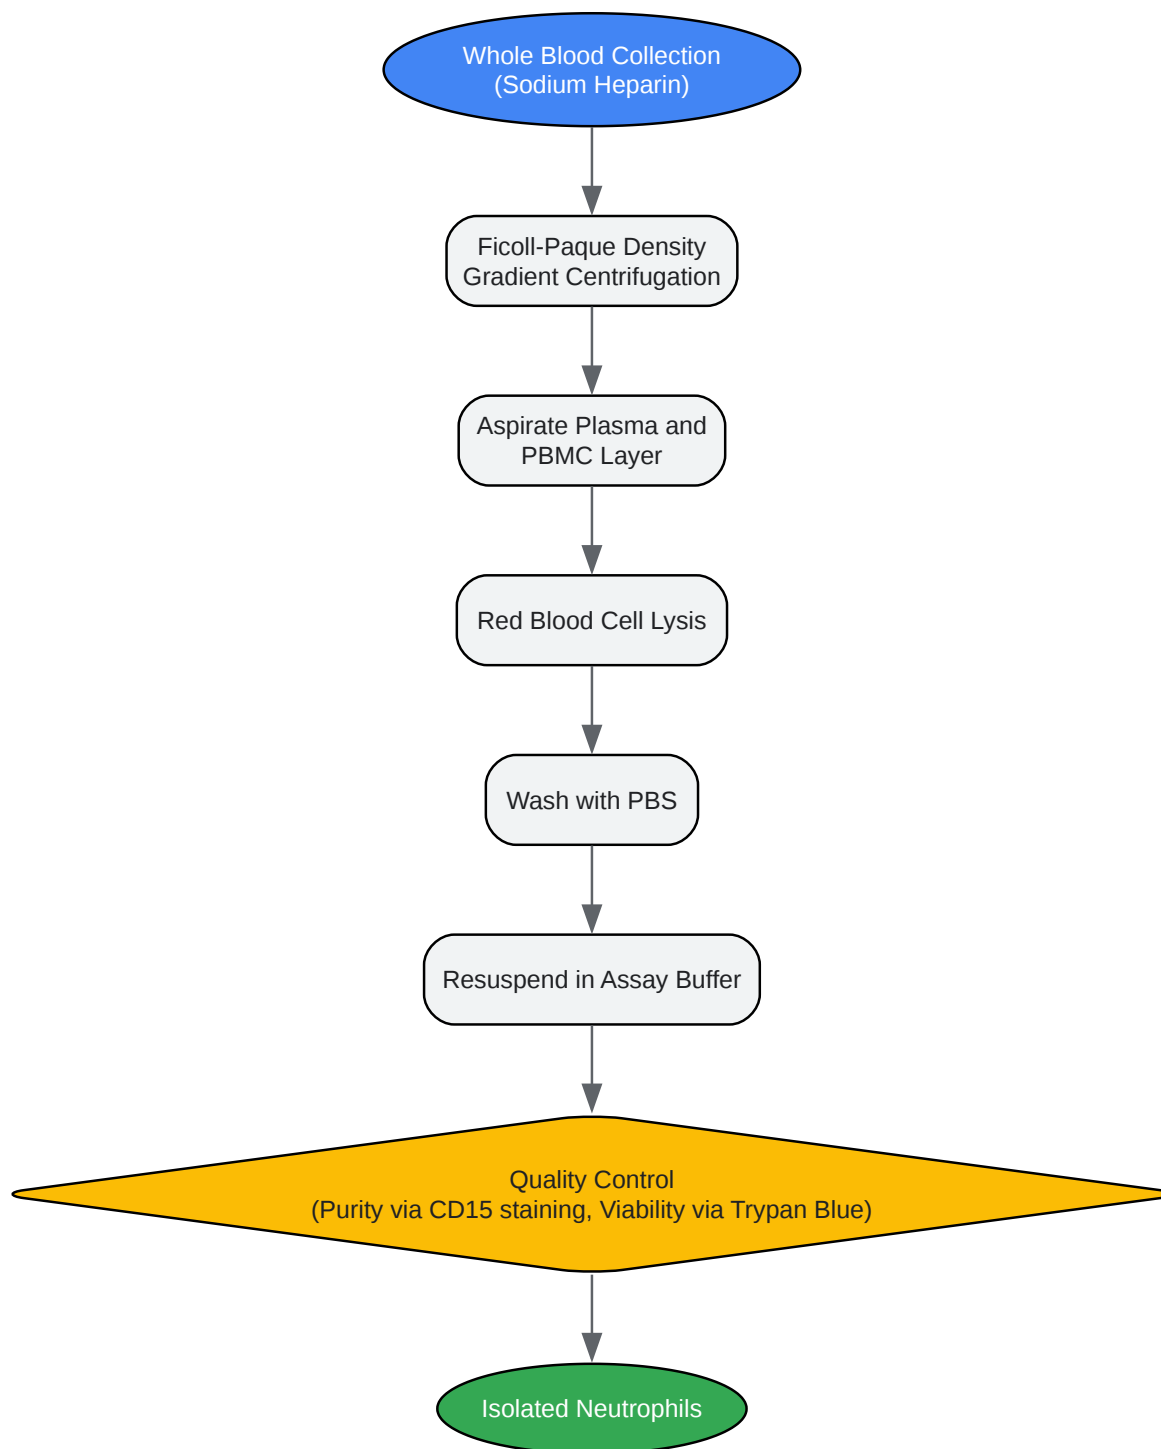 Whole Blood Collection
(Sodium Heparin)
Ficoll-Paque Density
Gradient Centrifugation
Aspirate Plasma and
PBMC Layer
Red Blood Cell Lysis
Wash with PBS
Resuspend in Assay Buffer
Quality Control
(Purity via CD15 staining, Viability via Trypan Blue)
Isolated Neutrophils